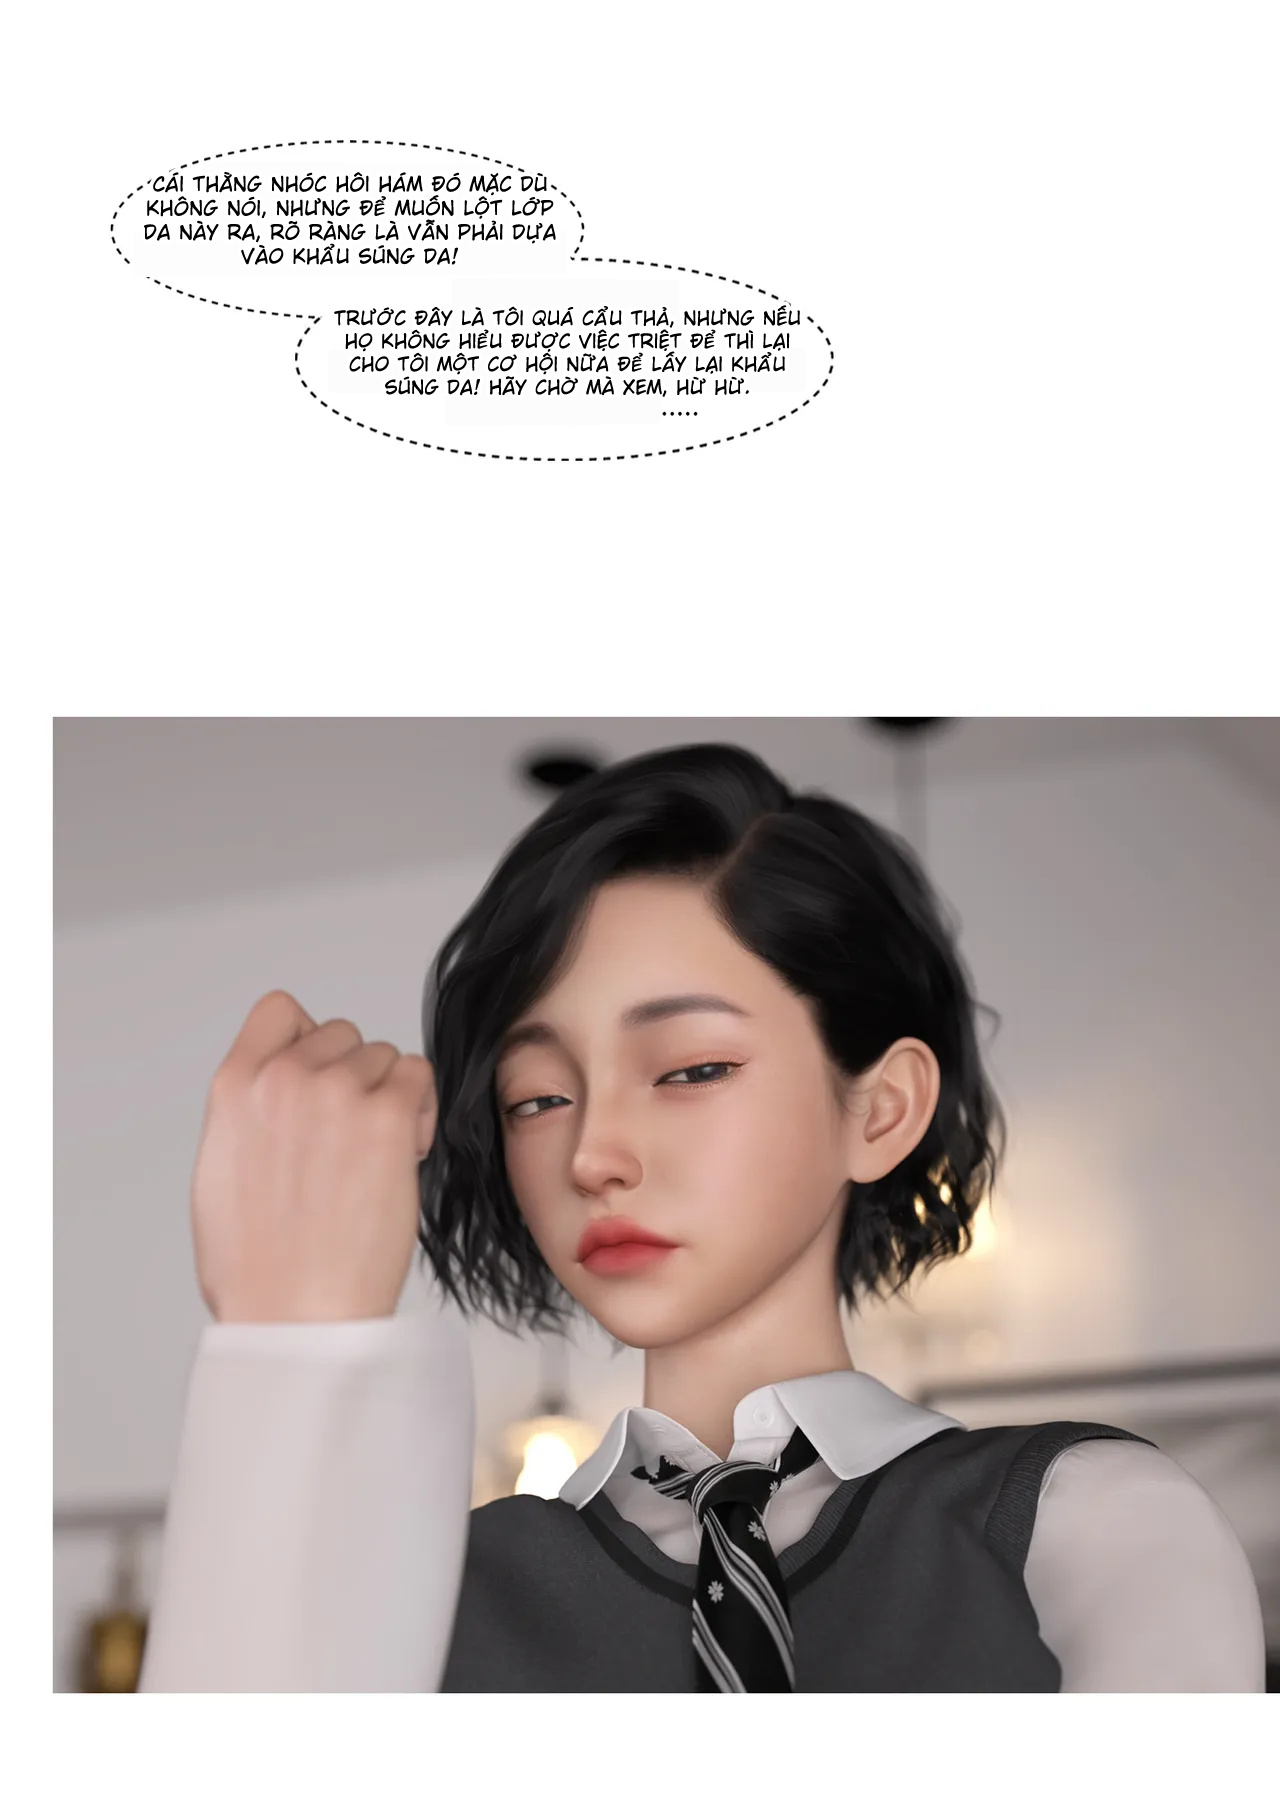 CÁI THẰNG NHÓC HÔI HÁM ĐÓ MẶC DÙ
KHÔNG NÓI, NHƯNG ĐỂ MUỐN LỘT LỚP
DA NÀY RA, RÕ RÀNG LÀ VẪN PHẢI DỰA
VÀO KHẨU SÚNG DA!
TRƯỚC ĐÂY LÀ TÔI QUÁ CẨU THẢ, NHƯNG NẾU
HỌ KHÔNG HIỂU ĐƯỢC VIỆC TRIỆT ĐỂ THÌ LẠI
CHO TÔI MỘT CƠ HỘI NỮA ĐỂ LẤY LẠI KHẨU
SÚNG DA! HÃY CHỜ MÀ XEM, HỪ HỪ.
.....